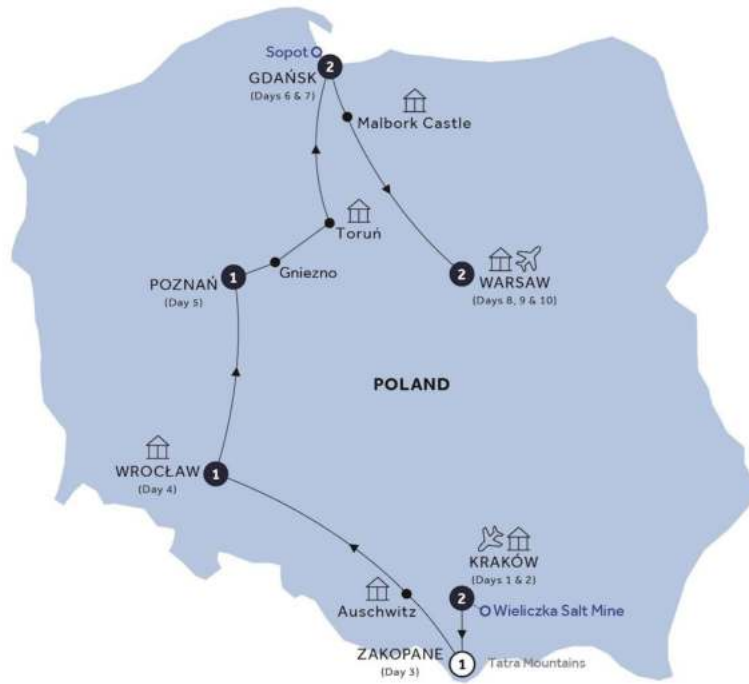 Sopot
2
GDAŃSK
(Days 6 & 7)
Malbork Castle
Toruń
Gniezno
1
POZNAŃ
(Day 5)
2
WARSAW
(Days 8, 9 & 10)
POLAND
WROCŁAW
1
(Day 4)
KRAKÓW
(Days 1 & 2)
2
Wieliczka Salt Mine
Auschwitz
ZAKOPANE
(Day 3)
1
Tatra Mountains